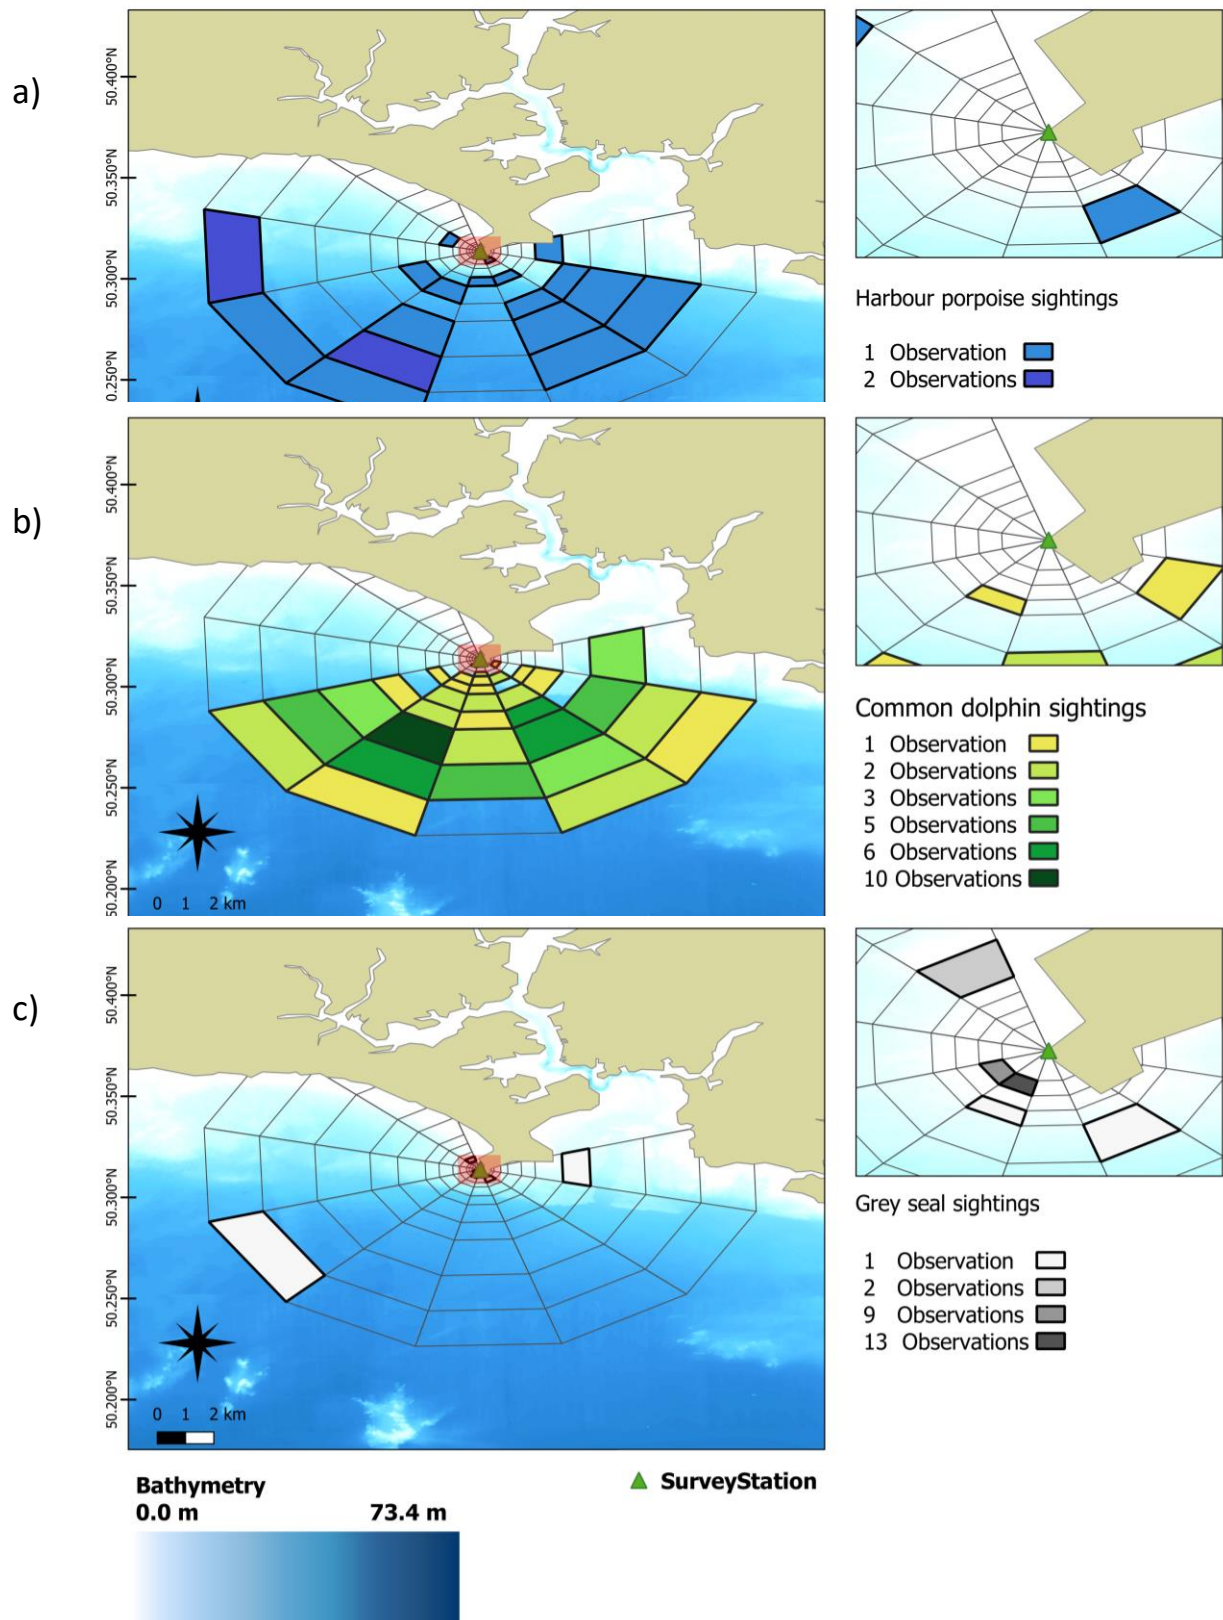 a)
50.400°N
50.350°N
50.300°N
0.250°N
Harbour porpoise sightings
1 Observation
2 Observations
b)
50.400°N
50.350°N
50.300°N
50.250°N
50.200°N
0 1 2 km
Common dolphin sightings
1 Observation
2 Observations
3 Observations
5 Observations
6 Observations
10 Observations
c)
50.400°N
50.350°N
50.300°N
50.250°N
50.200°N
0 1 2 km
Grey seal sightings
1 Observation
2 Observations
9 Observations
13 Observations
Bathymetry
0.0 m 73.4 m
SurveyStation